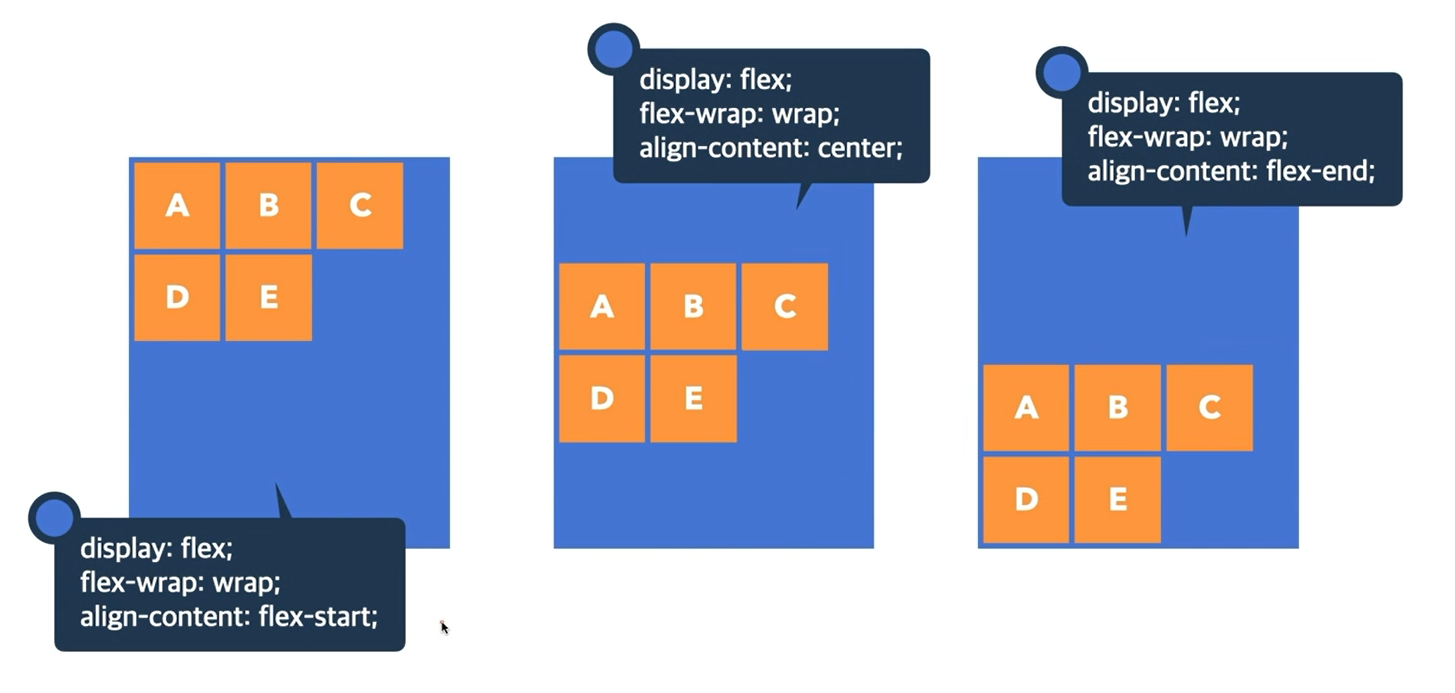 A B C
D E
display: flex;
flex-wrap: wrap;
align-content: flex-start;
display: flex;
flex-wrap: wrap;
align-content: center;
A B C
D E
display: flex;
flex-wrap: wrap;
align-content: flex-end;
A B C
D E